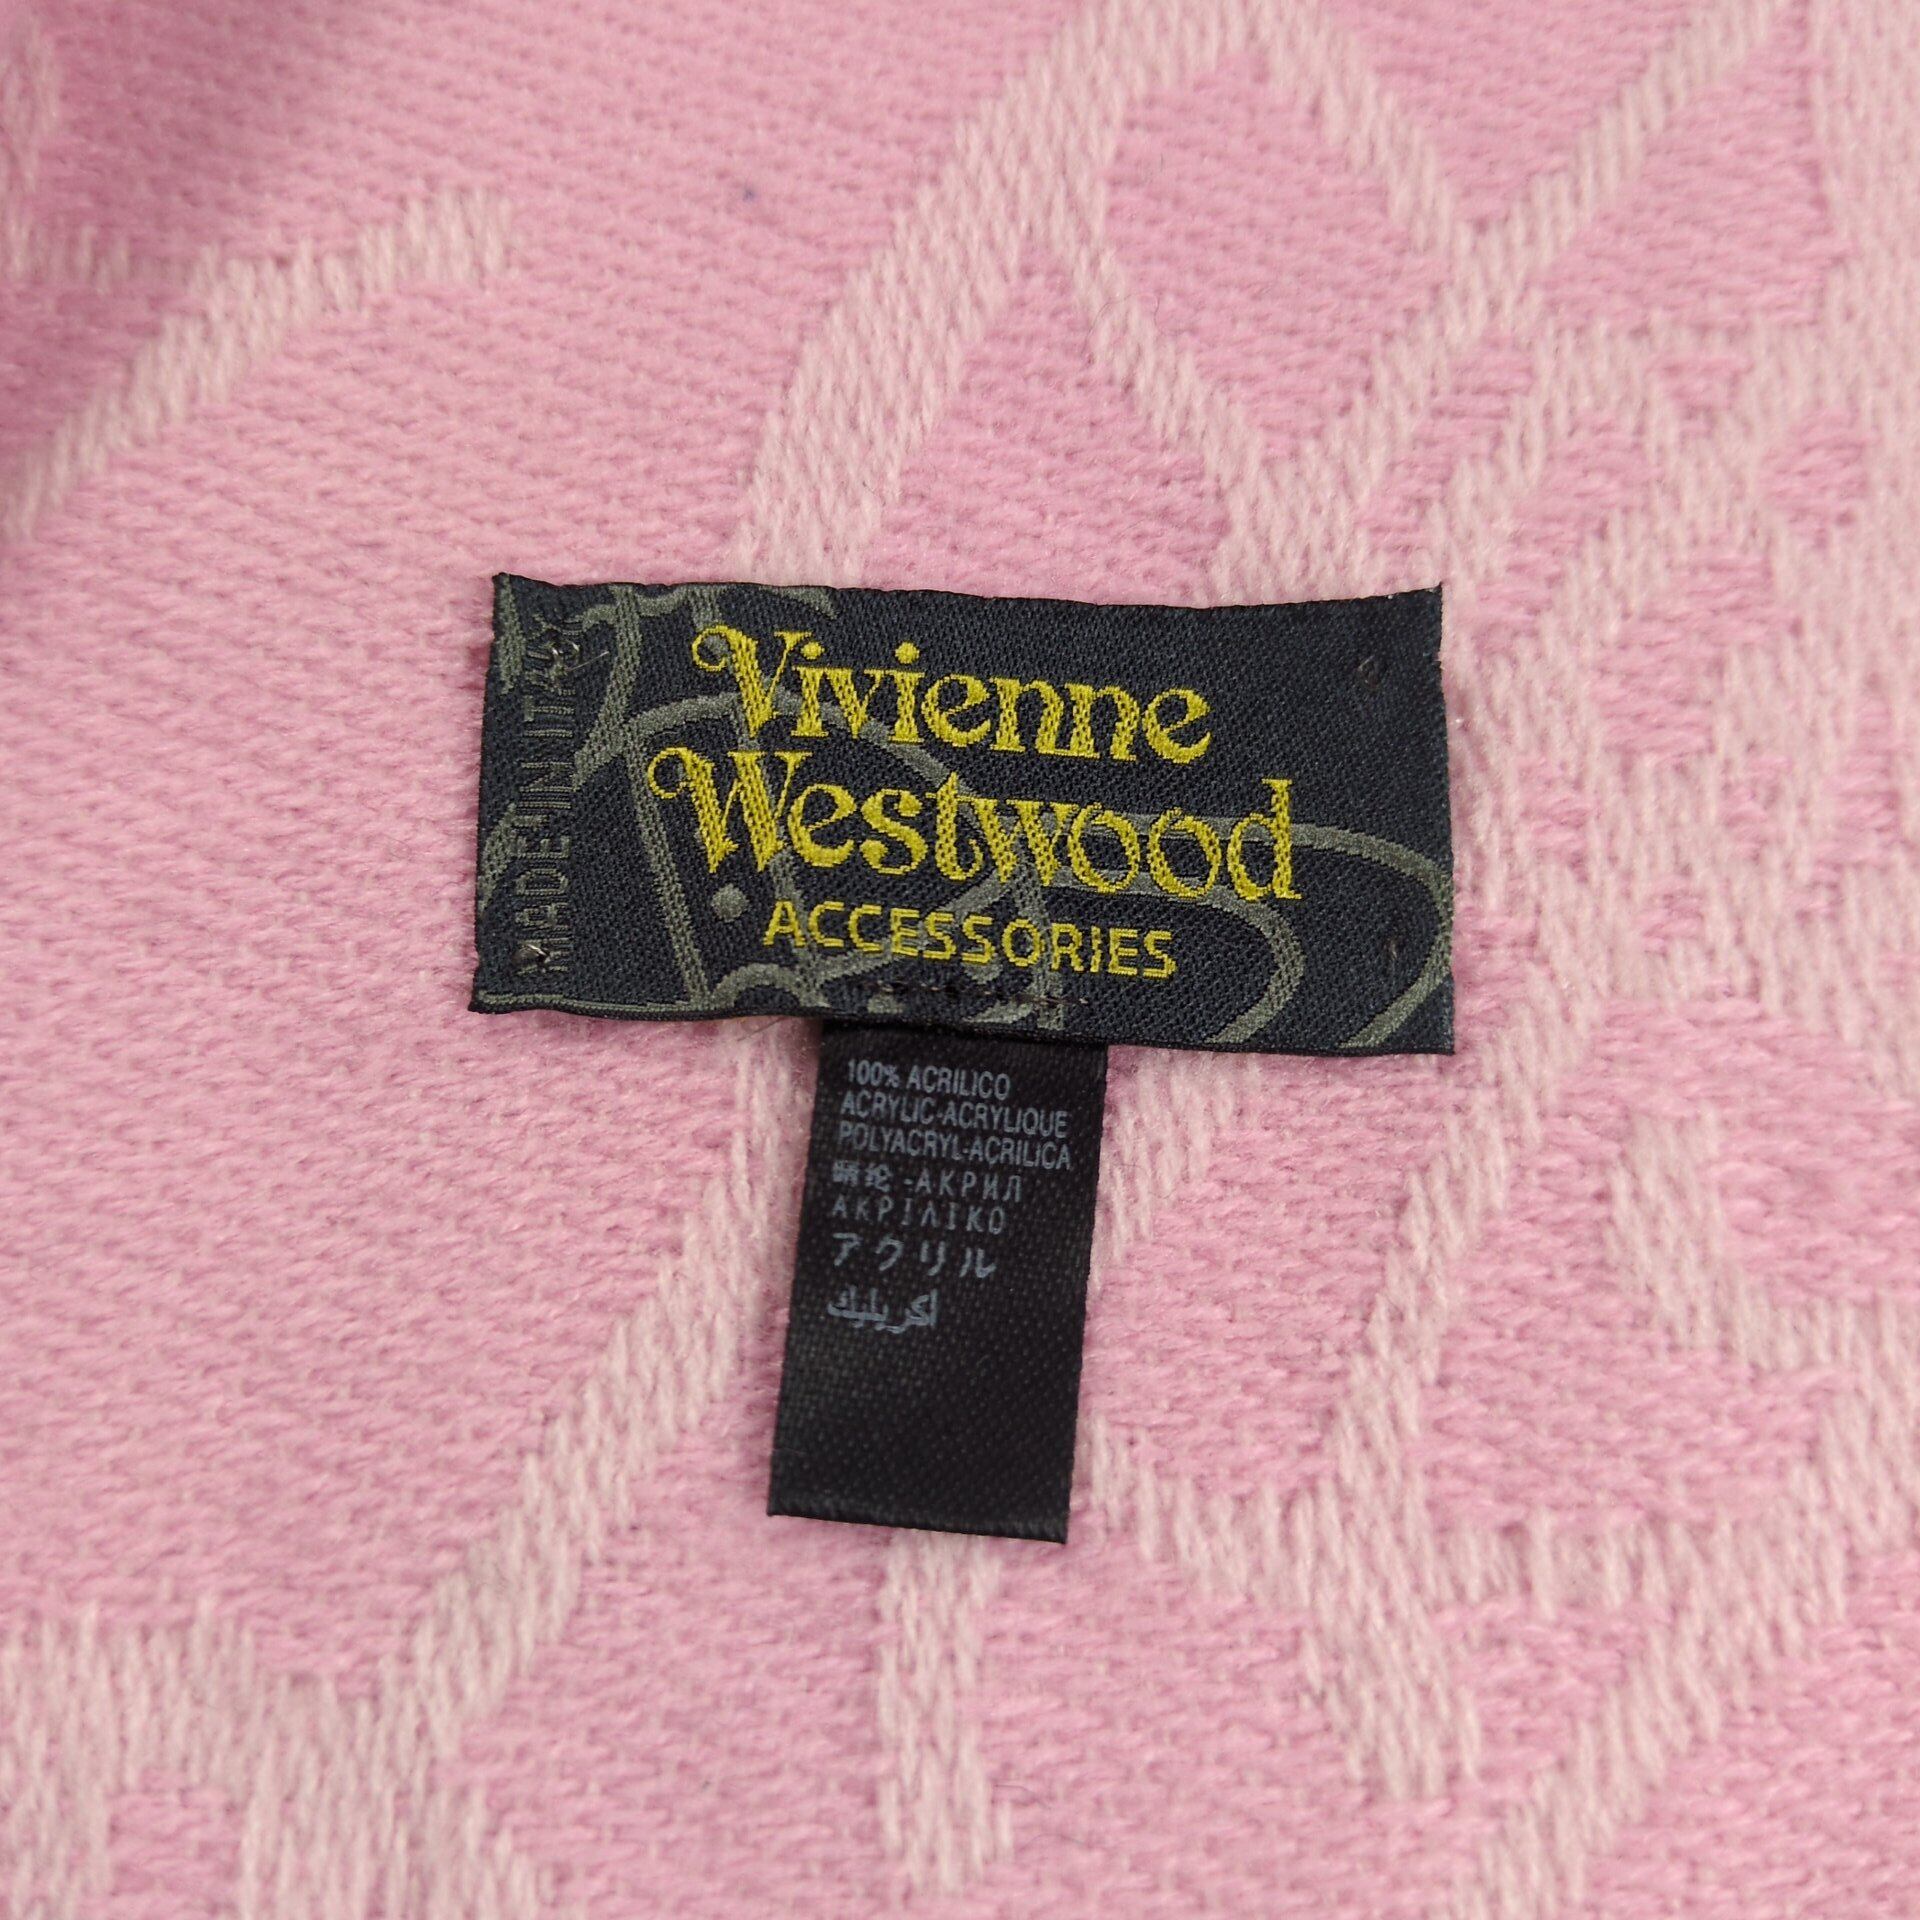 MADE IN ITALY
Vivienne
Westwood
ACCESSORIES
100% ACRILICO
ACRYLIC-ACRYLIQUE
POLYACRYL-ACRILICA
腈纶 -АКРИЛ
ΑΚΡΙΛΙΚΟ
アクリル
اكريليك